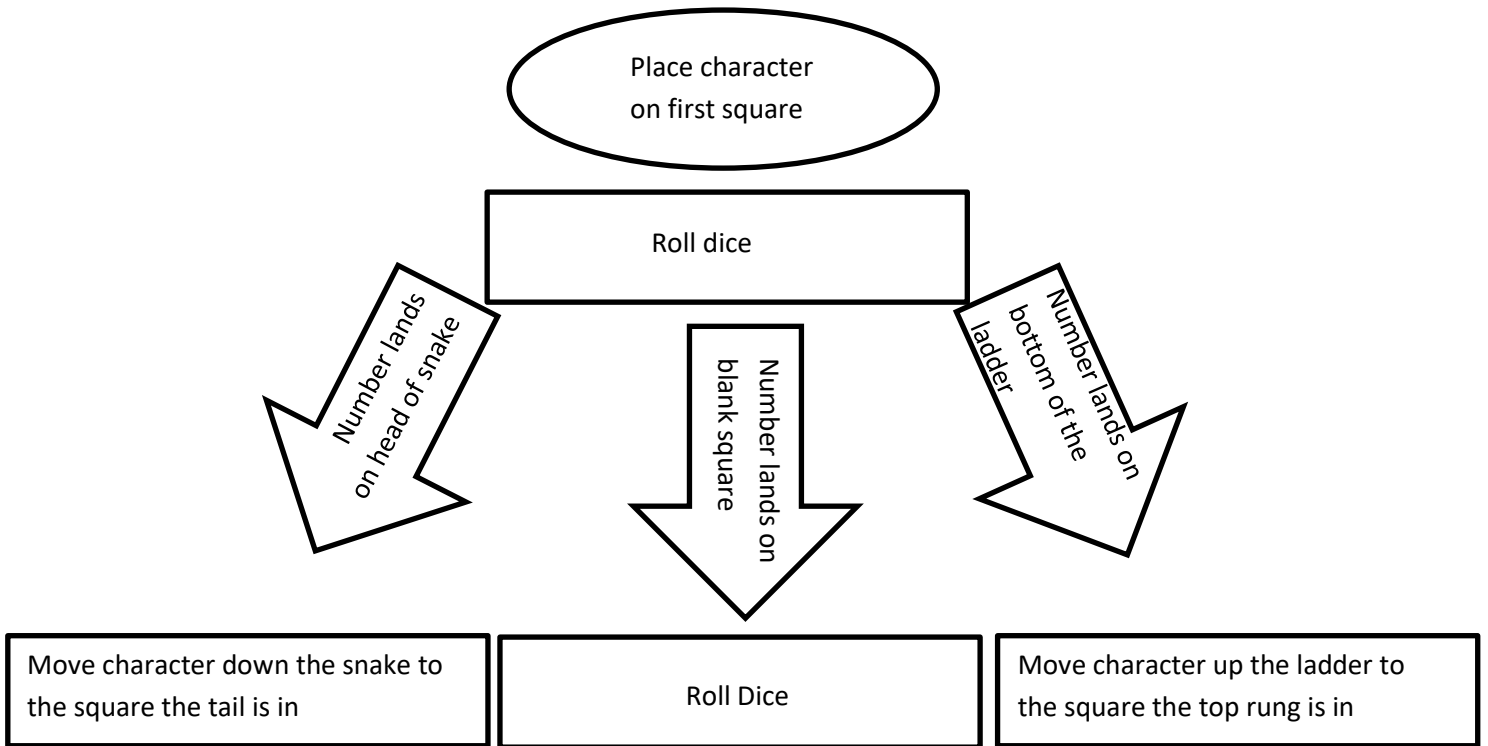 Place character
on first square
Roll dice
Number lands
on head of snake
Number lands on
blank square
Number lands on
bottom of the
ladder
Move character down the snake to
the square the tail is in
Roll Dice
Move character up the ladder to
the square the top rung is in